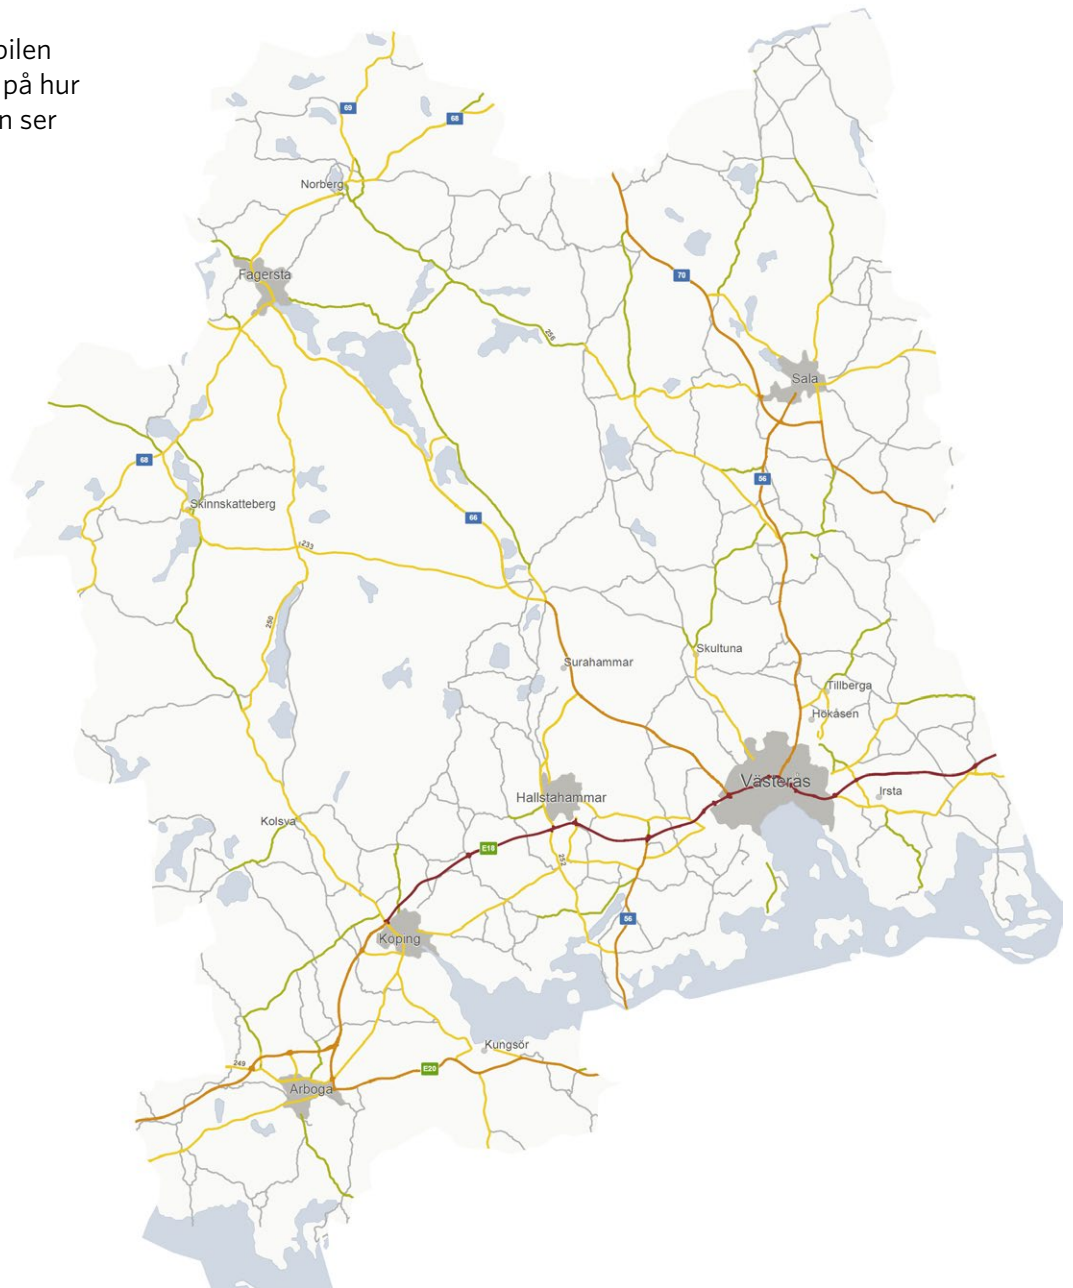 bilen
på hur
n ser
69
68
Norberg
Fagersta
70
256
Sala
68
56
Skinnskatteberg
66
233
250
Skultuna
Surahammar
Tillberga
Hökåsen
Västerås
Irsta
Hallstahammar
Kolsva
E18
252
56
Köping
Kungsör
249
E20
Arboga